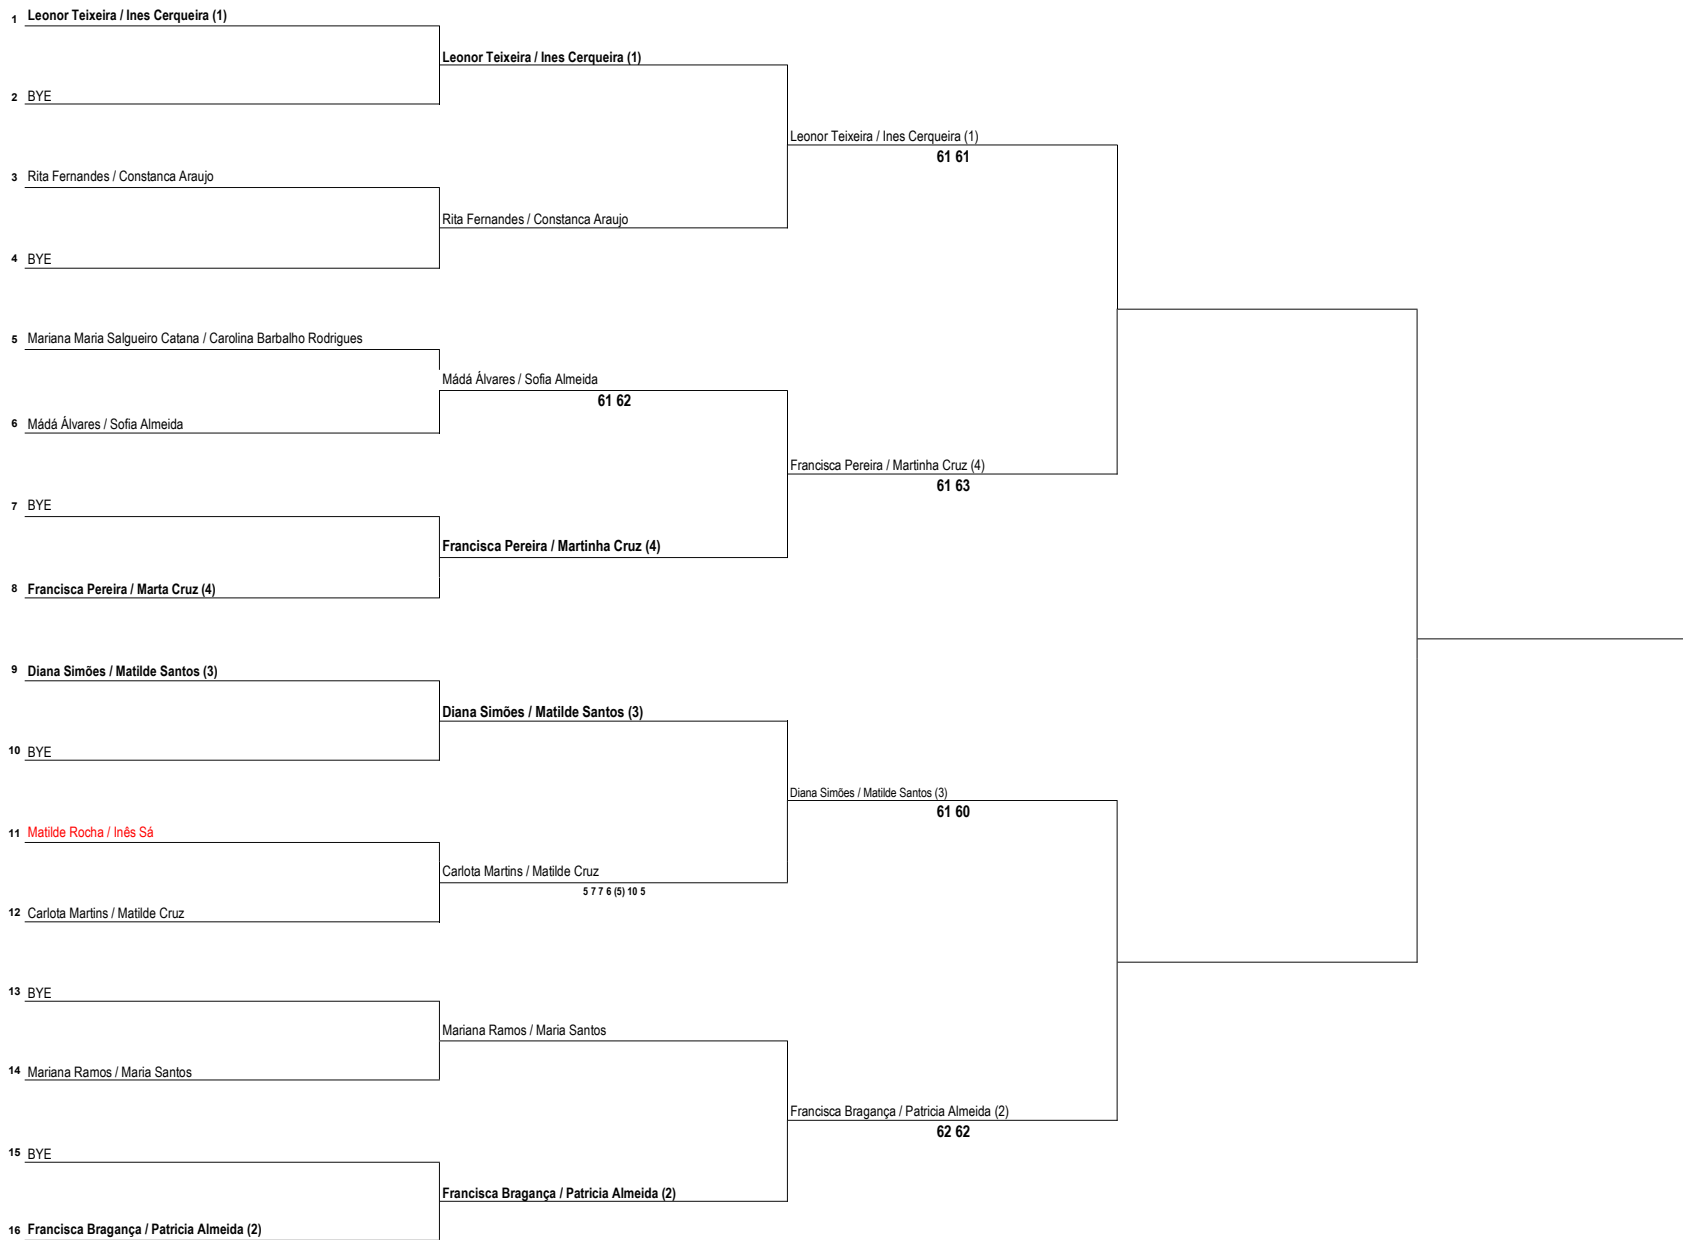 1 Leonor Teixeira / Ines Cerqueira (1)
Leonor Teixeira / Ines Cerqueira (1)
2 BYE
Leonor Teixeira / Ines Cerqueira (1)
61 61
3 Rita Fernandes / Constanca Araujo
Rita Fernandes / Constanca Araujo
4 BYE
5 Mariana Maria Salgueiro Catana / Carolina Barbalho Rodrigues
Mádá Álvares / Sofia Almeida
61 62
6 Mádá Álvares / Sofia Almeida
Francisca Pereira / Martinha Cruz (4)
61 63
7 BYE
Francisca Pereira / Martinha Cruz (4)
8 Francisca Pereira / Marta Cruz (4)
9 Diana Simões / Matilde Santos (3)
Diana Simões / Matilde Santos (3)
10 BYE
Diana Simões / Matilde Santos (3)
61 60
11 Matilde Rocha / Inês Sá
Carlota Martins / Matilde Cruz
5 7 7 6 (5) 10 5
12 Carlota Martins / Matilde Cruz
13 BYE
Mariana Ramos / Maria Santos
14 Mariana Ramos / Maria Santos
Francisca Bragança / Patricia Almeida (2)
62 62
15 BYE
Francisca Bragança / Patricia Almeida (2)
16 Francisca Bragança / Patricia Almeida (2)